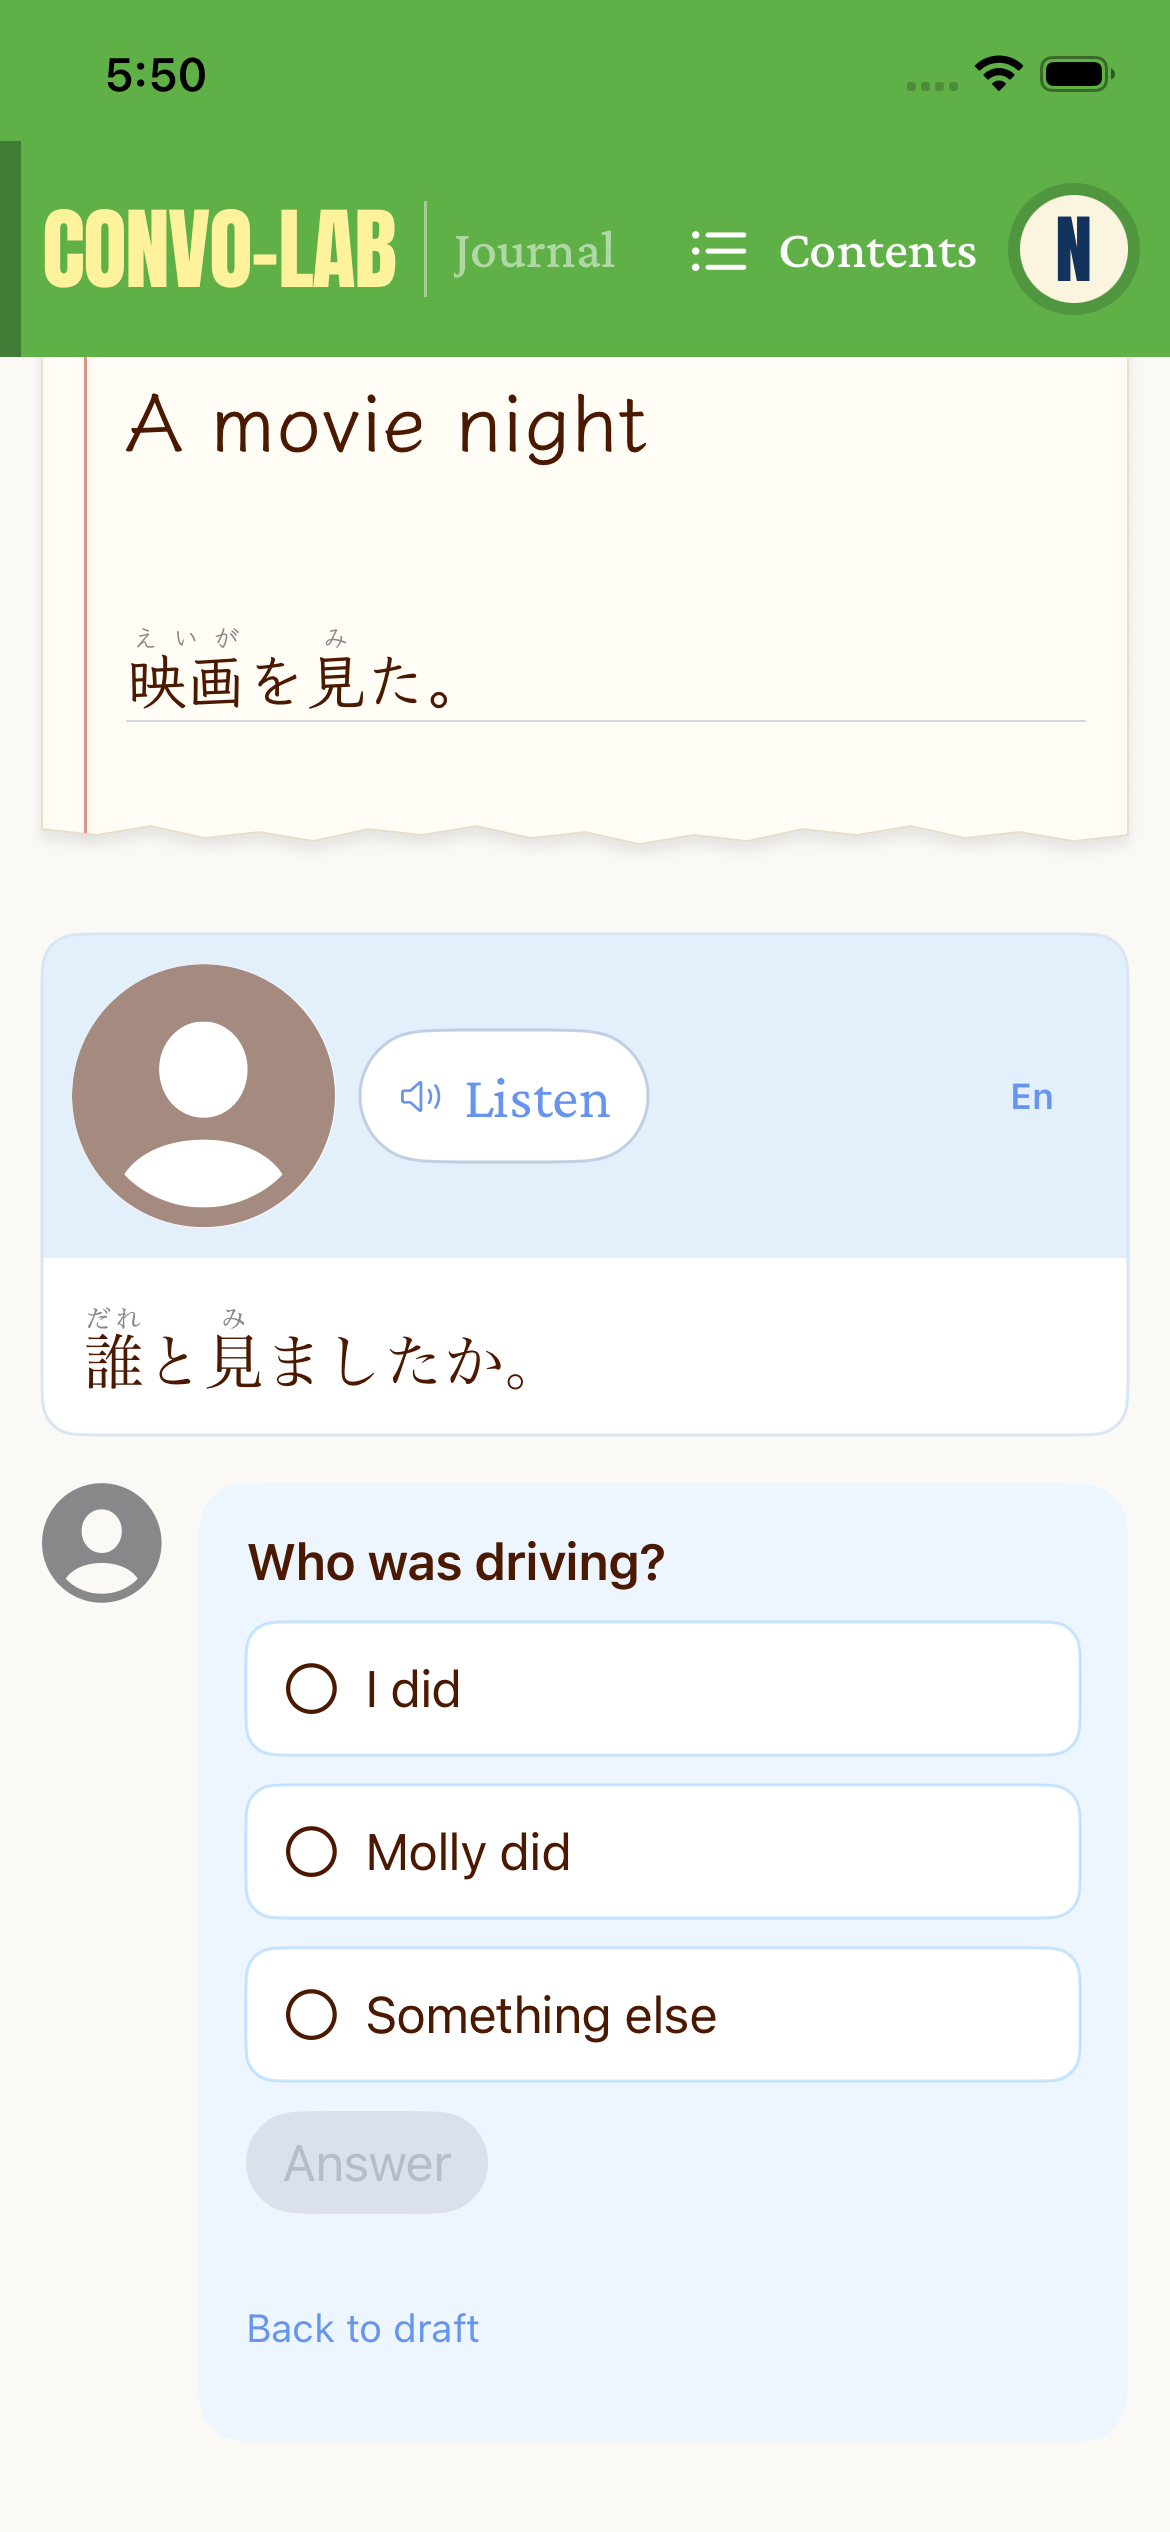 5:50
CONVO-LAB
Journal
Contents
N
A movie night
えいが み
映画を見た。
Listen
En
だれ み
誰と見ましたか。
Who was driving?
I did
Molly did
Something else
Answer
Back to draft